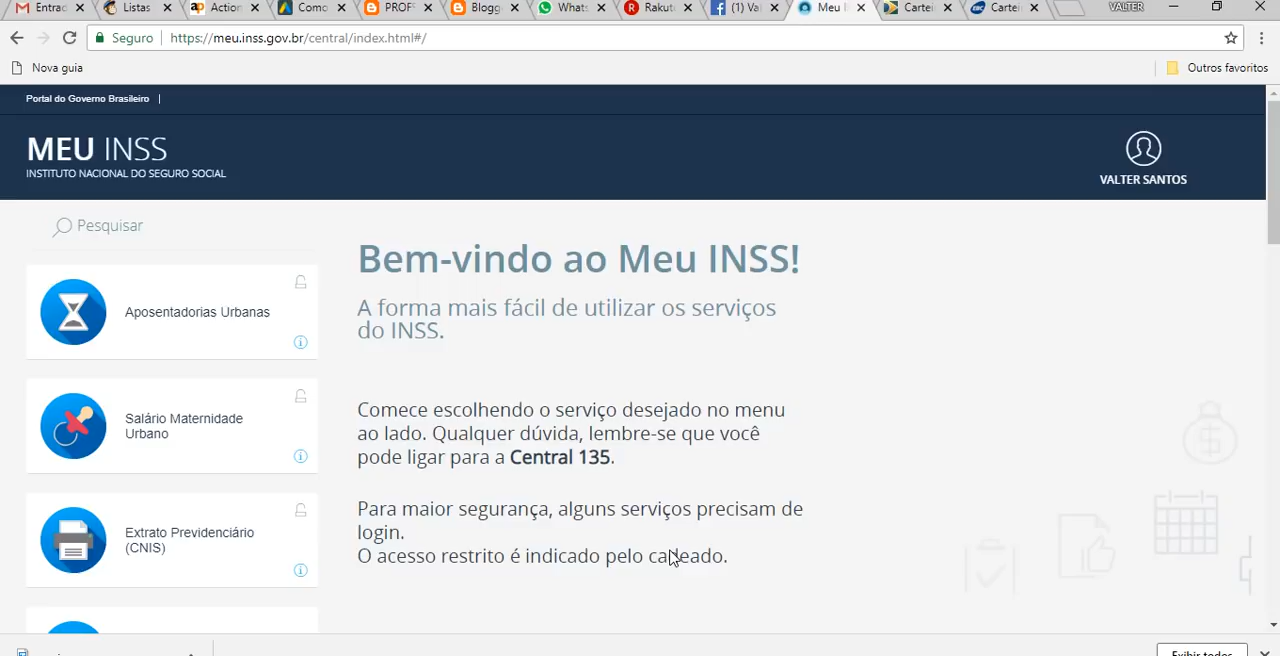 Entrad Listas Action Como PROFI Blogg Whats Rakut (1) Va Meu I Cartei Cartei VALTER
Seguro https://meu.inss.gov.br/central/index.html#/
Nova guia Outros favoritos
Portal do Governo Brasileiro |
MEU INSS
INSTITUTO NACIONAL DO SEGURO SOCIAL
VALTER SANTOS
Pesquisar
Bem-vindo ao Meu INSS!
A forma mais fácil de utilizar os serviços
do INSS.
Aposentadorias Urbanas
Salário Maternidade
Urbano
Comece escolhendo o serviço desejado no menu
ao lado. Qualquer dúvida, lembre-se que você
pode ligar para a Central 135.
Extrato Previdenciário
(CNIS)
Para maior segurança, alguns serviços precisam de
login.
O acesso restrito é indicado pelo cadeado.
Exibir todos